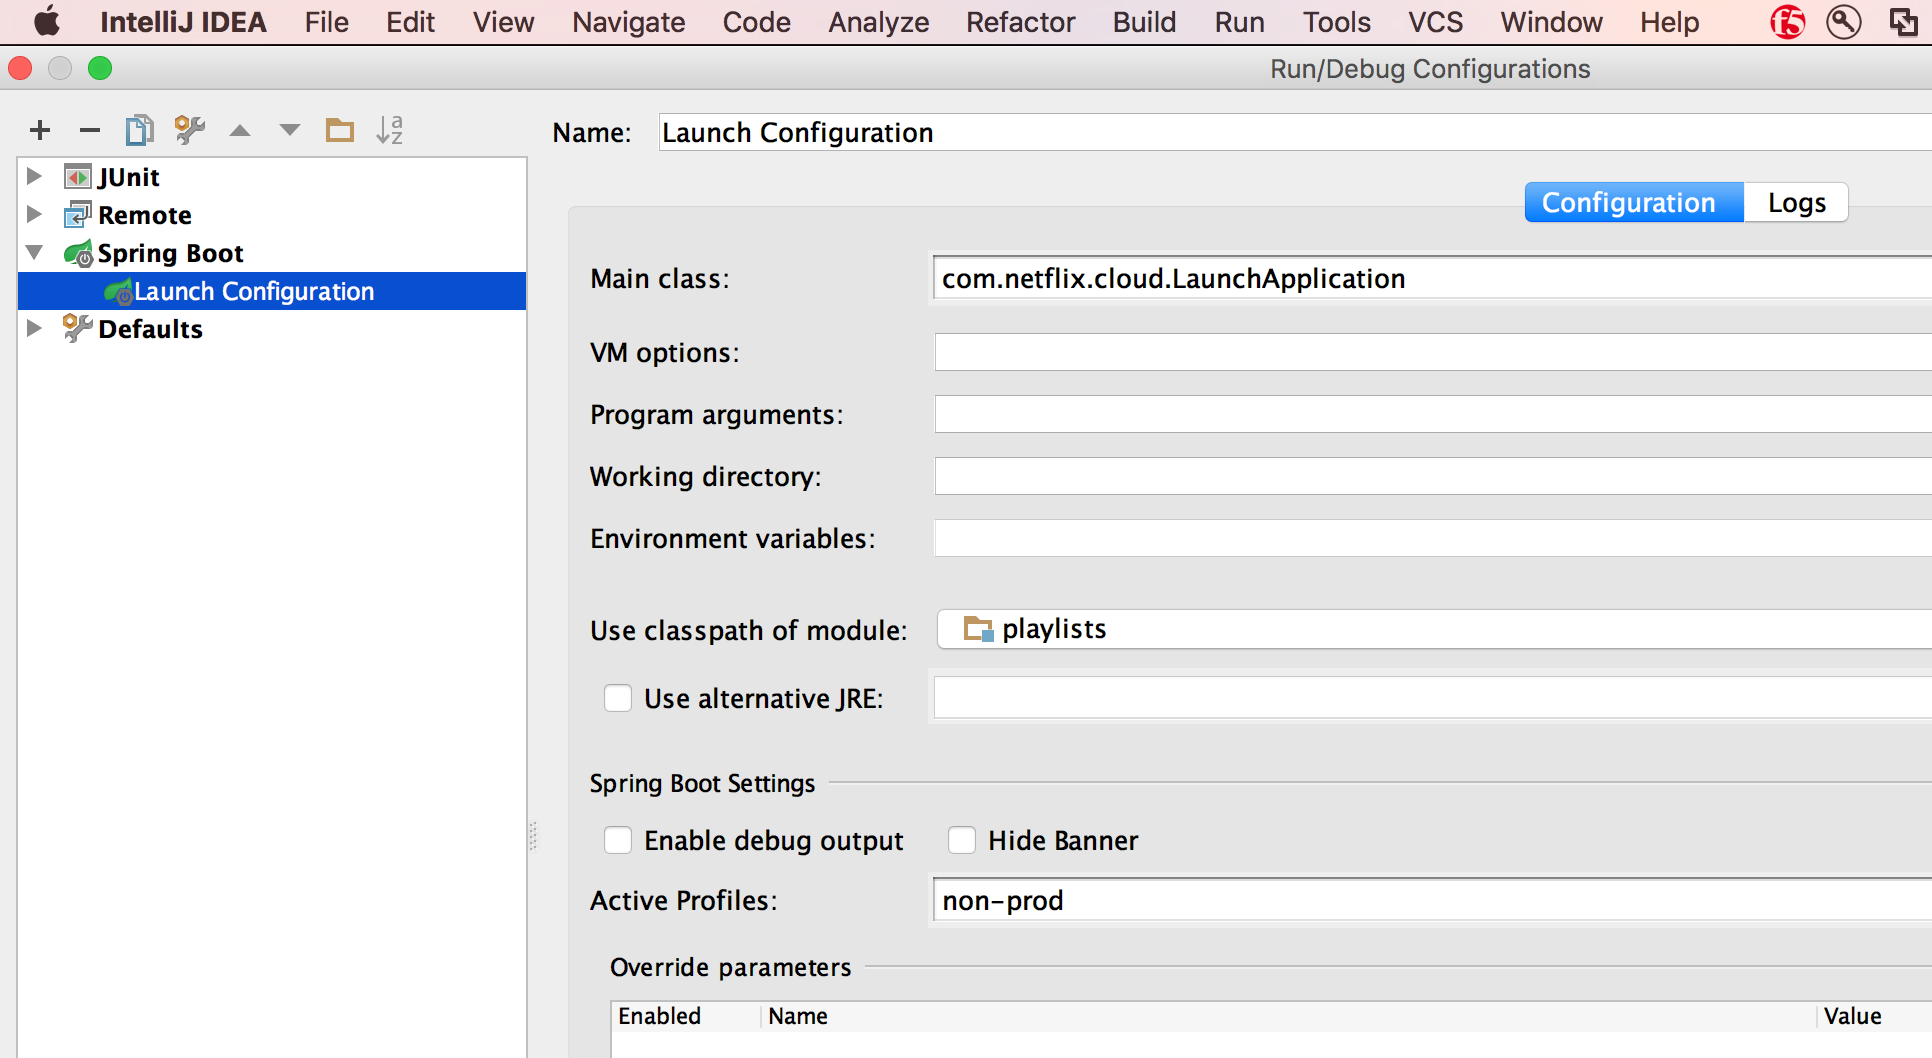 IntelliJ IDEA File Edit View Navigate Code Analyze Refactor Build Run Tools VCS Window Help f5
Run/Debug Configurations
a z
Name: Launch Configuration
JUnit
Remote
Spring Boot
Launch Configuration
Defaults
Configuration Logs
Main class: com.netflix.cloud.LaunchApplication
VM options:
Program arguments:
Working directory:
Environment variables:
Use classpath of module: playlists
Use alternative JRE:
Spring Boot Settings
Enable debug output Hide Banner
Active Profiles: non-prod
Override parameters
Enabled Name Value